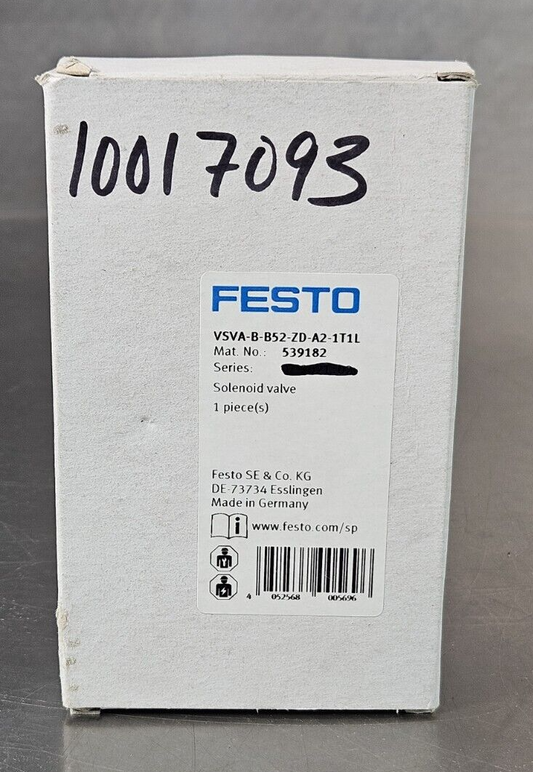 10017093
FESTO
VSVA-B-B52-ZD-A2-1T1L
Mat. No.: 539182
Series:
Solenoid valve
1 piece(s)
Festo SE & Co. KG
DE-73734 Esslingen
Made in Germany
i www.festo.com/sp
4 052568 005696